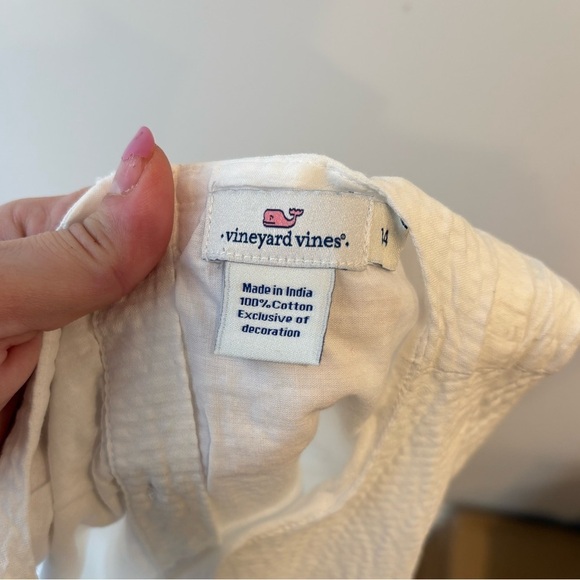 ·vineyard vines®·
14
Made in India
100% Cotton
Exclusive of
decoration